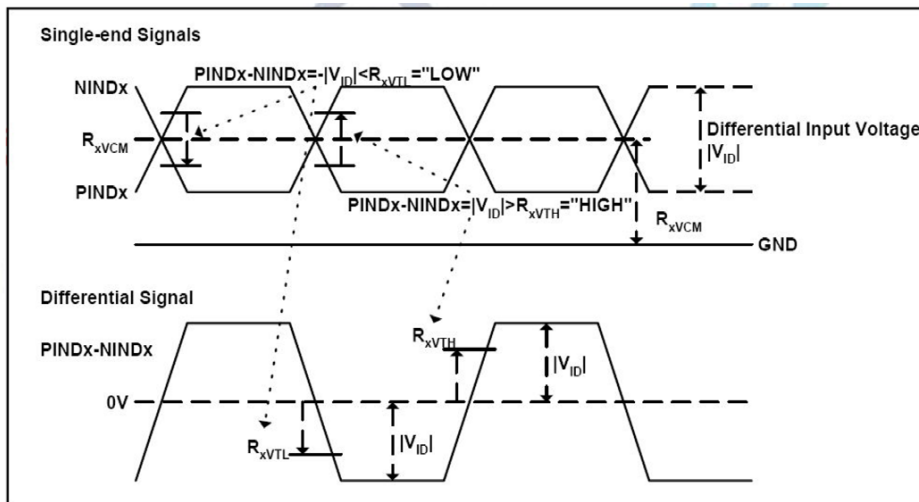 Single-end Signals
PINDx-NINDx=-|VID|<RxVTL="LOW"
NINDx
RxVCM
Differential Input Voltage
|VID|
PINDx
PINDx-NINDx=|VID|>RxVTH="HIGH"
RxVCM
GND
Differential Signal
PINDx-NINDx
RxVTH
|VID|
0V
RxVTL
|VID|